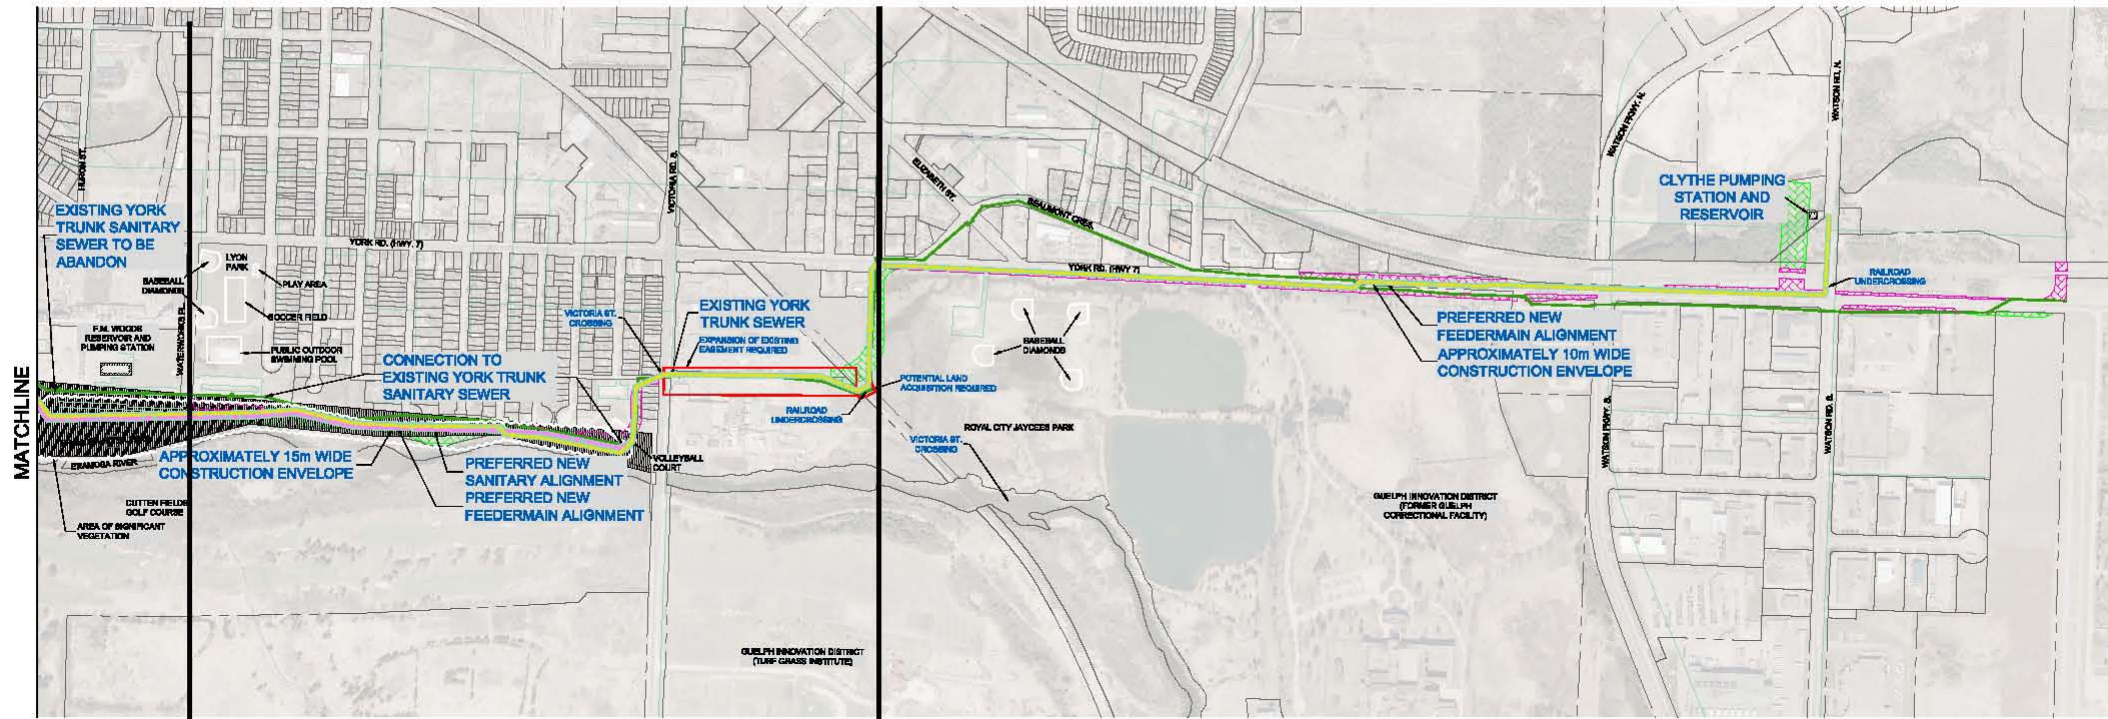 MATCHLINE
HURON ST.
EXISTING YORK
TRUNK SANITARY
SEWER TO BE
ABANDON
BASEBALL
DIAMONDS
LYON
PARK
PLAY AREA
SOCCER FIELD
PUBLIC OUTDOOR
SWIMMING POOL
F.M. WOODS
RESERVOIR AND
PUMPING STATION
WATERWORKS PL.
YORK RD. (HWY. 7)
VICTORIA RD. S.
CONNECTION TO
EXISTING YORK TRUNK
SANITARY SEWER
VICTORIA ST.
CROSSING
EXISTING YORK
TRUNK SEWER
EXPANSION OF EXISTING
EASEMENT REQUIRED
RAILROAD
UNDERCROSSING
POTENTIAL LAND
ACQUISITION REQUIRED
ERAMOSA RIVER
APPROXIMATELY 15m WIDE
CONSTRUCTION ENVELOPE
PREFERRED NEW
SANITARY ALIGNMENT
PREFERRED NEW
FEEDERMAIN ALIGNMENT
VOLLEYBALL
COURT
CUTTEN FIELDS
GOLF COURSE
AREA OF SIGNIFICANT
VEGETATION
GUELPH INNOVATION DISTRICT
(TURF GRASS INSTITUTE)
ELIZABETH ST.
BEAUMONT CREA.
YORK RD. (HWY 7)
BASEBALL
DIAMONDS
ROYAL CITY JAYCEES PARK
VICTORIA ST.
CROSSING
PREFERRED NEW
FEEDERMAIN ALIGNMENT
APPROXIMATELY 10m WIDE
CONSTRUCTION ENVELOPE
GUELPH INNOVATION DISTRICT
(FORMER GUELPH
CORRECTIONAL FACILITY)
WATSON PKWY. N.
WATSON RD. N.
CLYTHE PUMPING
STATION AND
RESERVOIR
RAILROAD
UNDERCROSSING
WATSON PKWY. S.
WATSON RD. S.